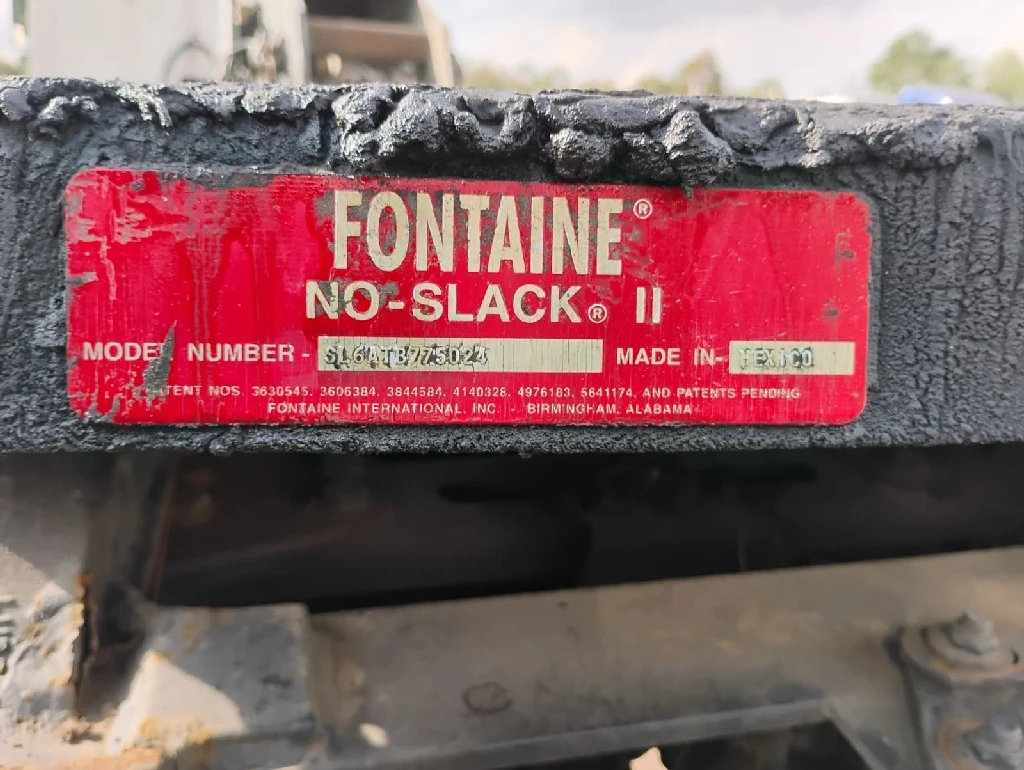 FONTAINE®
NO-SLACK® II
MODEL NUMBER - SL6ATB775024 MADE IN- MEXICO
PATENT NOS. 3630545, 3606384, 3844584, 4140328, 4976183, 5641174, AND PATENTS PENDING
FONTAINE INTERNATIONAL, INC. - BIRMINGHAM, ALABAMA